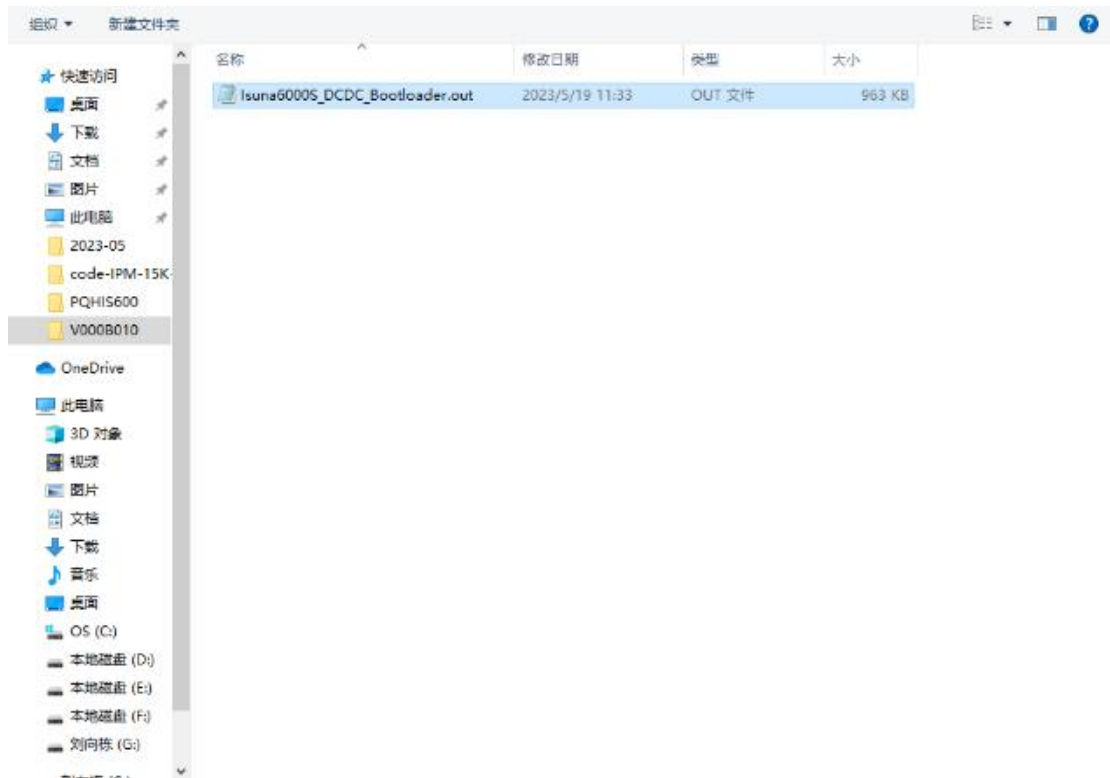 组织
新建文件夹
名称
修改日期
类型
大小
Isuna6000S_DCDC_Bootloader.out
2023/5/19 11:33
OUT 文件
963 KB
快速访问
桌面
下载
文档
图片
此电脑
2023-05
code-IPM-15K-
PQHIS600
V000B010
OneDrive
此电脑
3D 对象
视频
图片
文档
下载
音乐
桌面
OS (C:)
本地磁盘 (D:)
本地磁盘 (E:)
本地磁盘 (F:)
刘向栋 (G:)